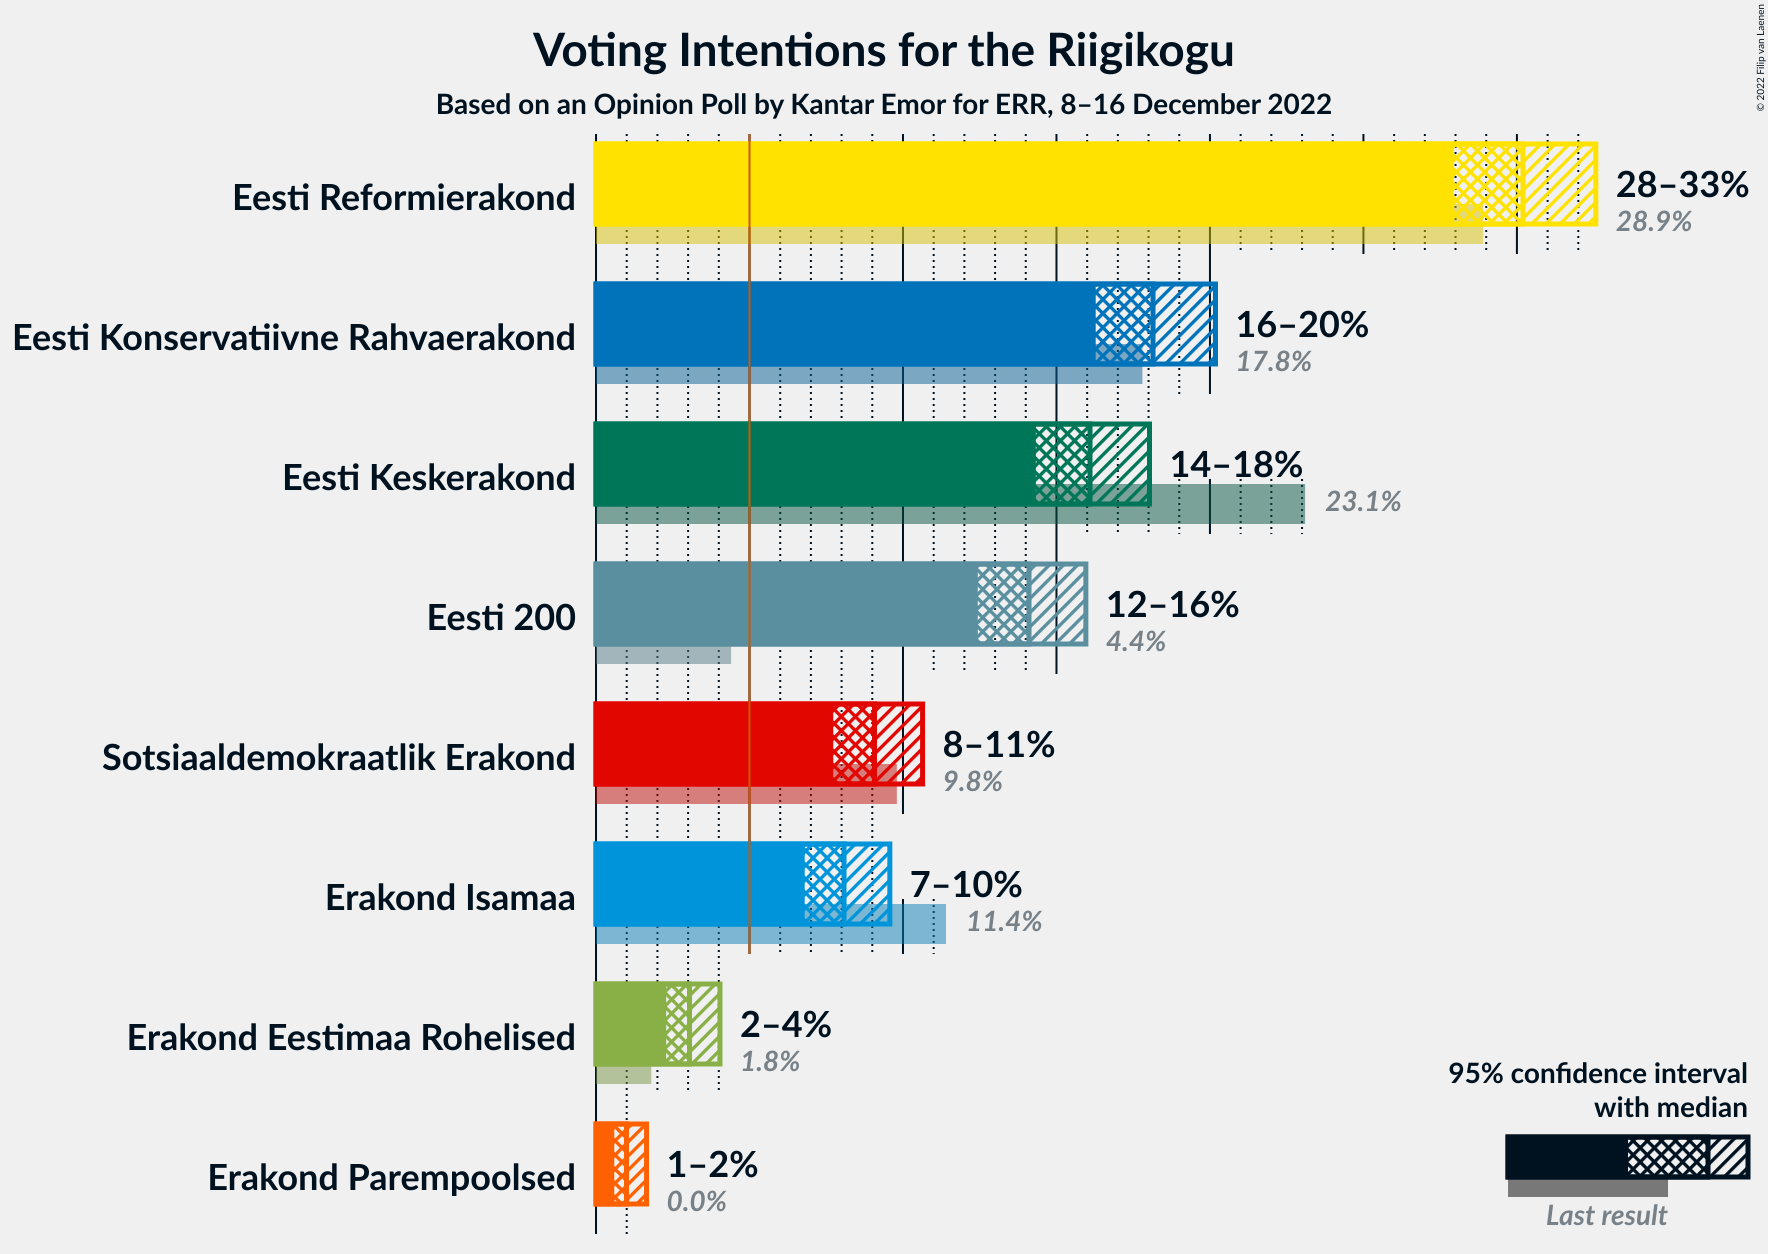 Voting Intentions for the Riigikogu
Based on an Opinion Poll by Kantar Emor for ERR, 8–16 December 2022
© 2022 Filip van Laenen
Eesti Reformierakond
28–33%
28.9%
Eesti Konservatiivne Rahvaerakond
16–20%
17.8%
Eesti Keskerakond
14–18%
23.1%
Eesti 200
12–16%
4.4%
Sotsiaaldemokraatlik Erakond
8–11%
9.8%
Erakond Isamaa
7–10%
11.4%
Erakond Eestimaa Rohelised
2–4%
1.8%
Erakond Parempoolsed
1–2%
0.0%
95% confidence interval
with median
Last result